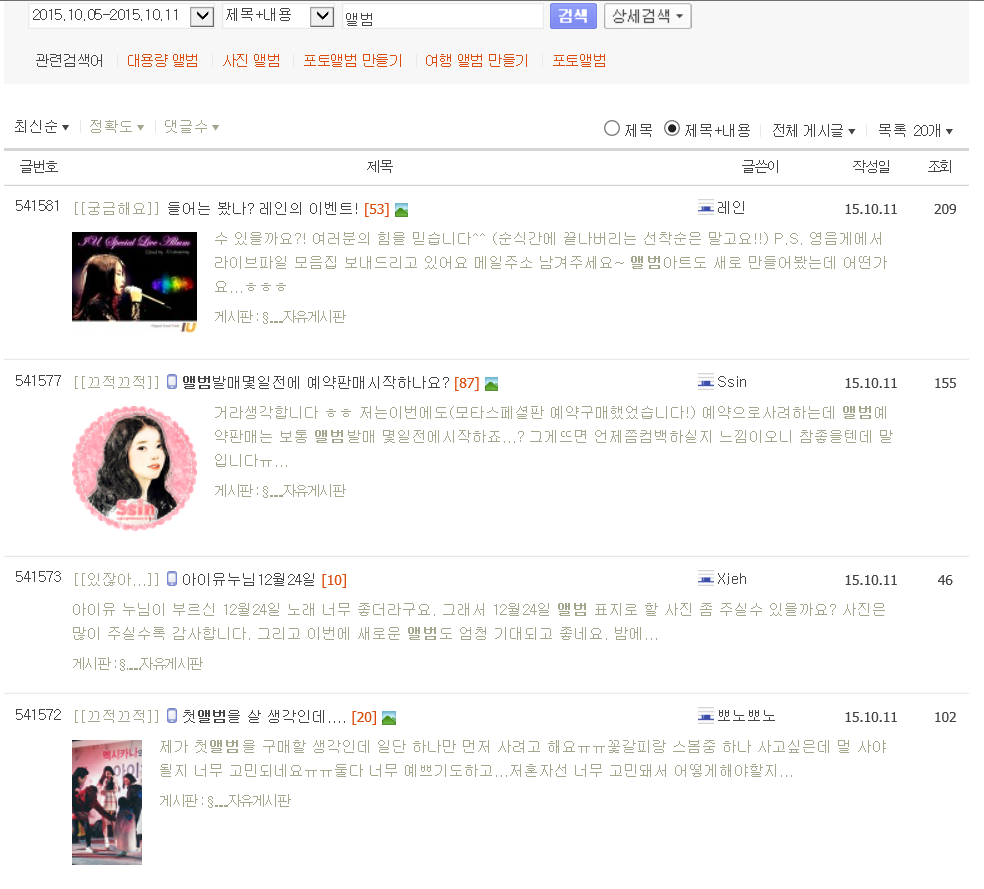 2015.10.05-2015.10.11 제목+내용 앨범 검색 상세검색
관련검색어 대용량 앨범 사진 앨범 포토앨범 만들기 여행 앨범 만들기 포토앨범
최신순 정확도 댓글수 제목 제목+내용 전체 게시글 목록 20개
글번호 제목 글쓴이 작성일 조회
541581 [[궁금해요]] 들어는 봤나? 레인의 이벤트! [53] 레인 15.10.11 209
IU Special Live Album
수 있을까요?! 여러분의 힘을 믿습니다^^ (순식간에 끝나버리는 선착순은 말고요!!) P.S. 영음게에서
라이브파일 모음집 보내드리고 있어요 메일주소 남겨주세요~ 앨범아트도 새로 만들어봤는데 어떤가
요...ㅎㅎㅎ
IU
게시판 : §...,자유게시판
541577 [[끄적끄적]] 앨범발매몇일전에 예약판매시작하나요? [87] Ssin 15.10.11 155
거라생각합니다 ㅎㅎ 저는이번에도(모타스페셜판 예약구매했었습니다!) 예약으로사려하는데 앨범예
약판매는 보통 앨범발매 몇일전에시작하죠...? 그게뜨면 언제쯤컴백하실지 느낌이오니 참좋을텐데 말
입니다ㅠ...
게시판 : §...,자유게시판
Ssin
541573 [[있잖아...]] 아이유누님12월24일 [10] Xjeh 15.10.11 46
아이유 누님이 부르신 12월24일 노래 너무 좋더라구요. 그래서 12월24일 앨범 표지로 할 사진 좀 주실수 있을까요? 사진은
많이 주실수록 감사합니다. 그리고 이번에 새로운 앨범도 엄청 기대되고 좋네요. 밤에...
게시판 : §...,자유게시판
541572 [[끄적끄적]] 첫앨범을 살 생각인데.... [20] 뽀노뽀노 15.10.11 102
제가 첫앨범을 구매할 생각인데 일단 하나만 먼저 사려고 해요ㅠㅠ꽃갈피랑 스봄중 하나 사고싶은데 멀 사야
될지 너무 고민되네요ㅠㅠ둘다 너무 예쁘기도하고...저혼자선 너무 고민돼서 어떻게해야할지...
게시판 : §...,자유게시판